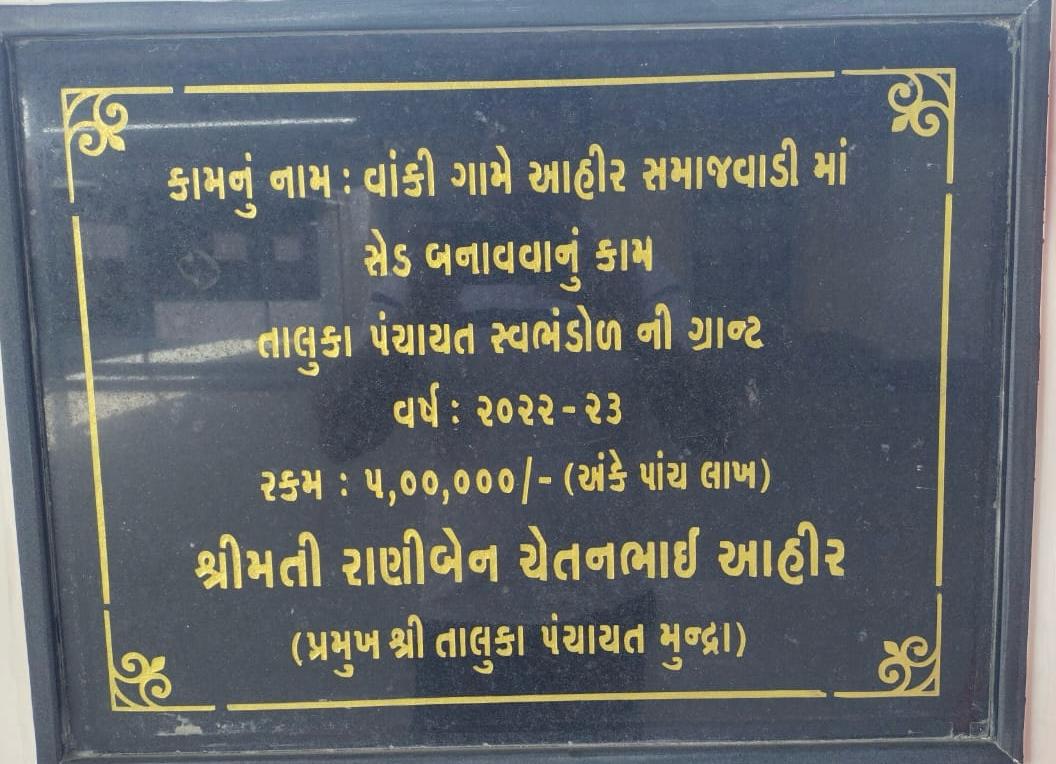 કામનું નામ : વાંકી ગામે આહીર સમાજવાડી માં
સેડ બનાવવાનું કામ
તાલુકા પંચાયત સ્વભંડોળ ની ગ્રાન્ટ
વર્ષ : ૨૦૨૨-૨૩
રકમ : ૫,૦૦,૦૦૦/- (અંકે પાંચ લાખ)
શ્રીમતી રાણીબેન ચેતનભાઈ આહીર
(પ્રમુખ શ્રી તાલુકા પંચાયત મુન્દ્રા)